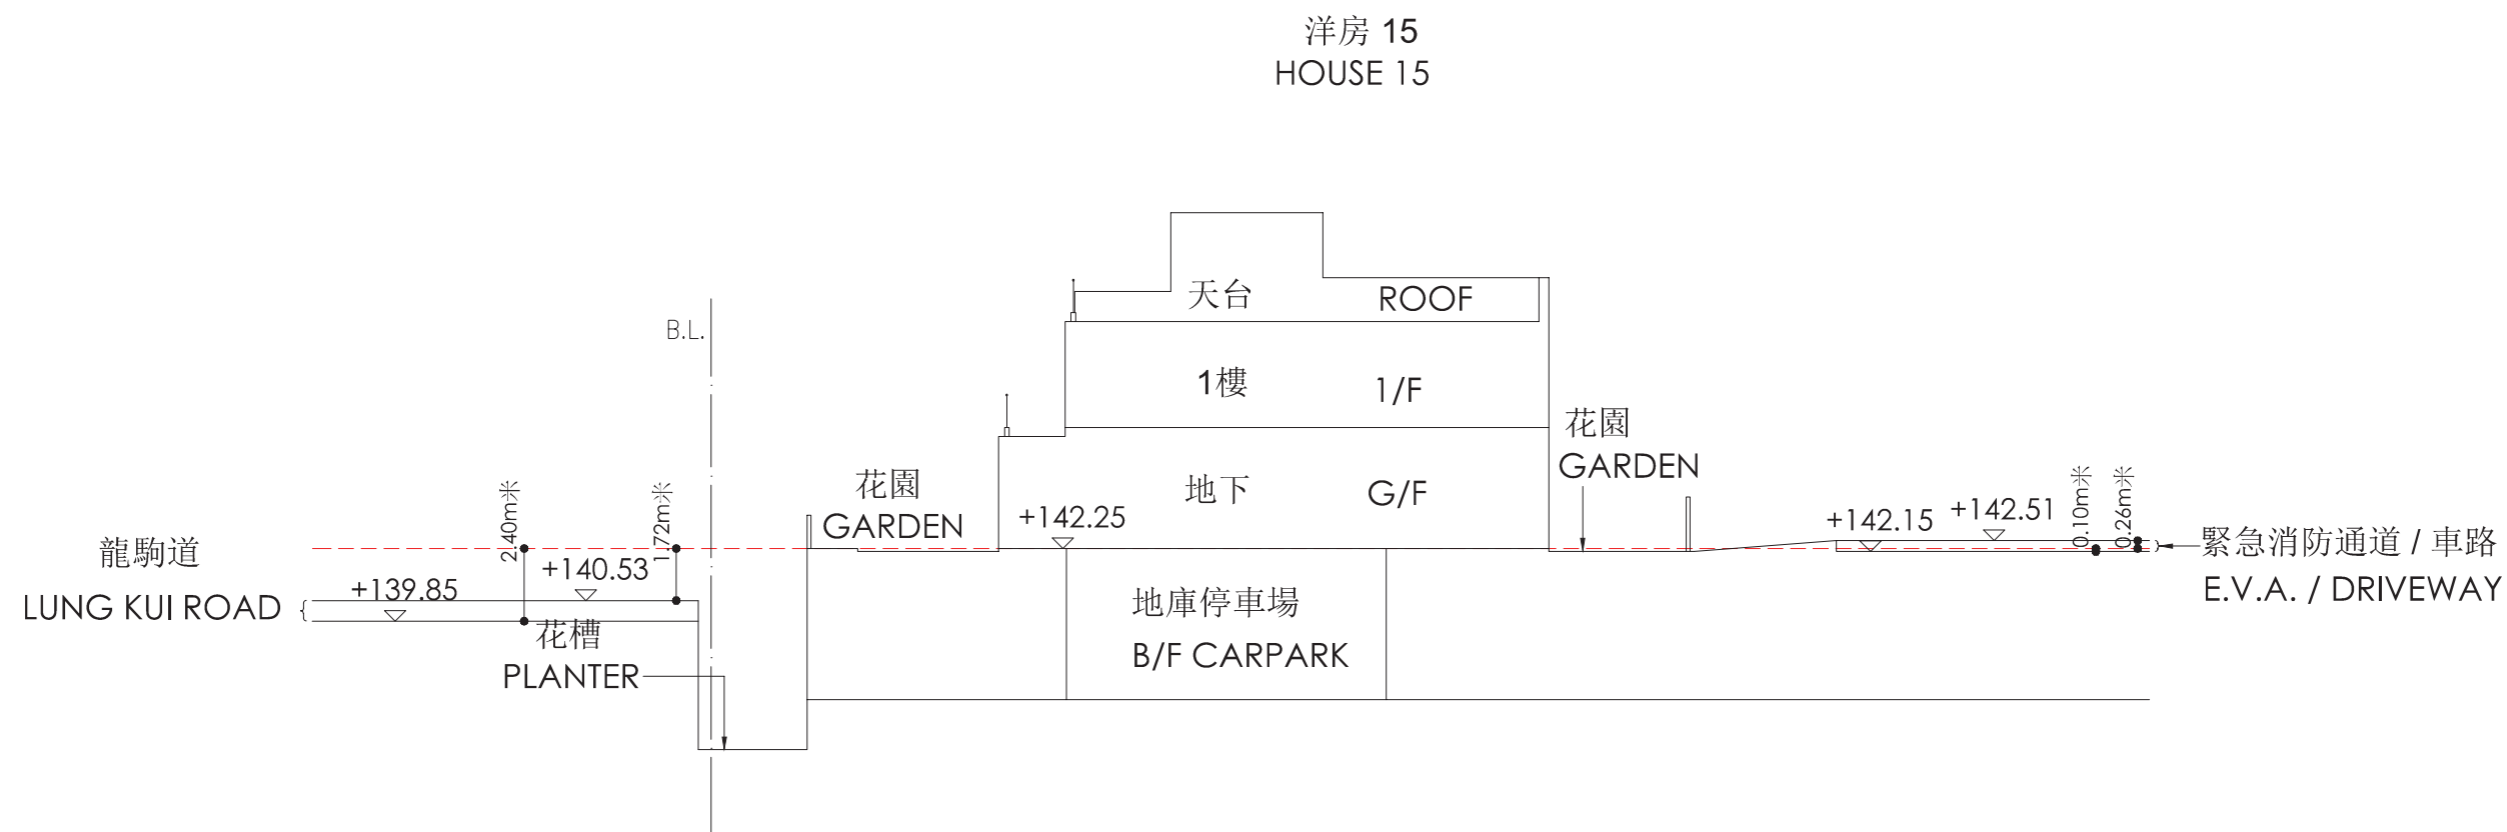 洋房 15
HOUSE 15
B.L.
天台 ROOF
1樓 1/F
地下 G/F
花園
GARDEN
花園
GARDEN
+142.25
2.40m米
1.72m米
龍駒道
LUNG KUI ROAD
+139.85
+140.53
花槽
PLANTER
地庫停車場
B/F CARPARK
+142.15
+142.51
0.10m米
0.26m米
緊急消防通道 / 車路
E.V.A. / DRIVEWAY